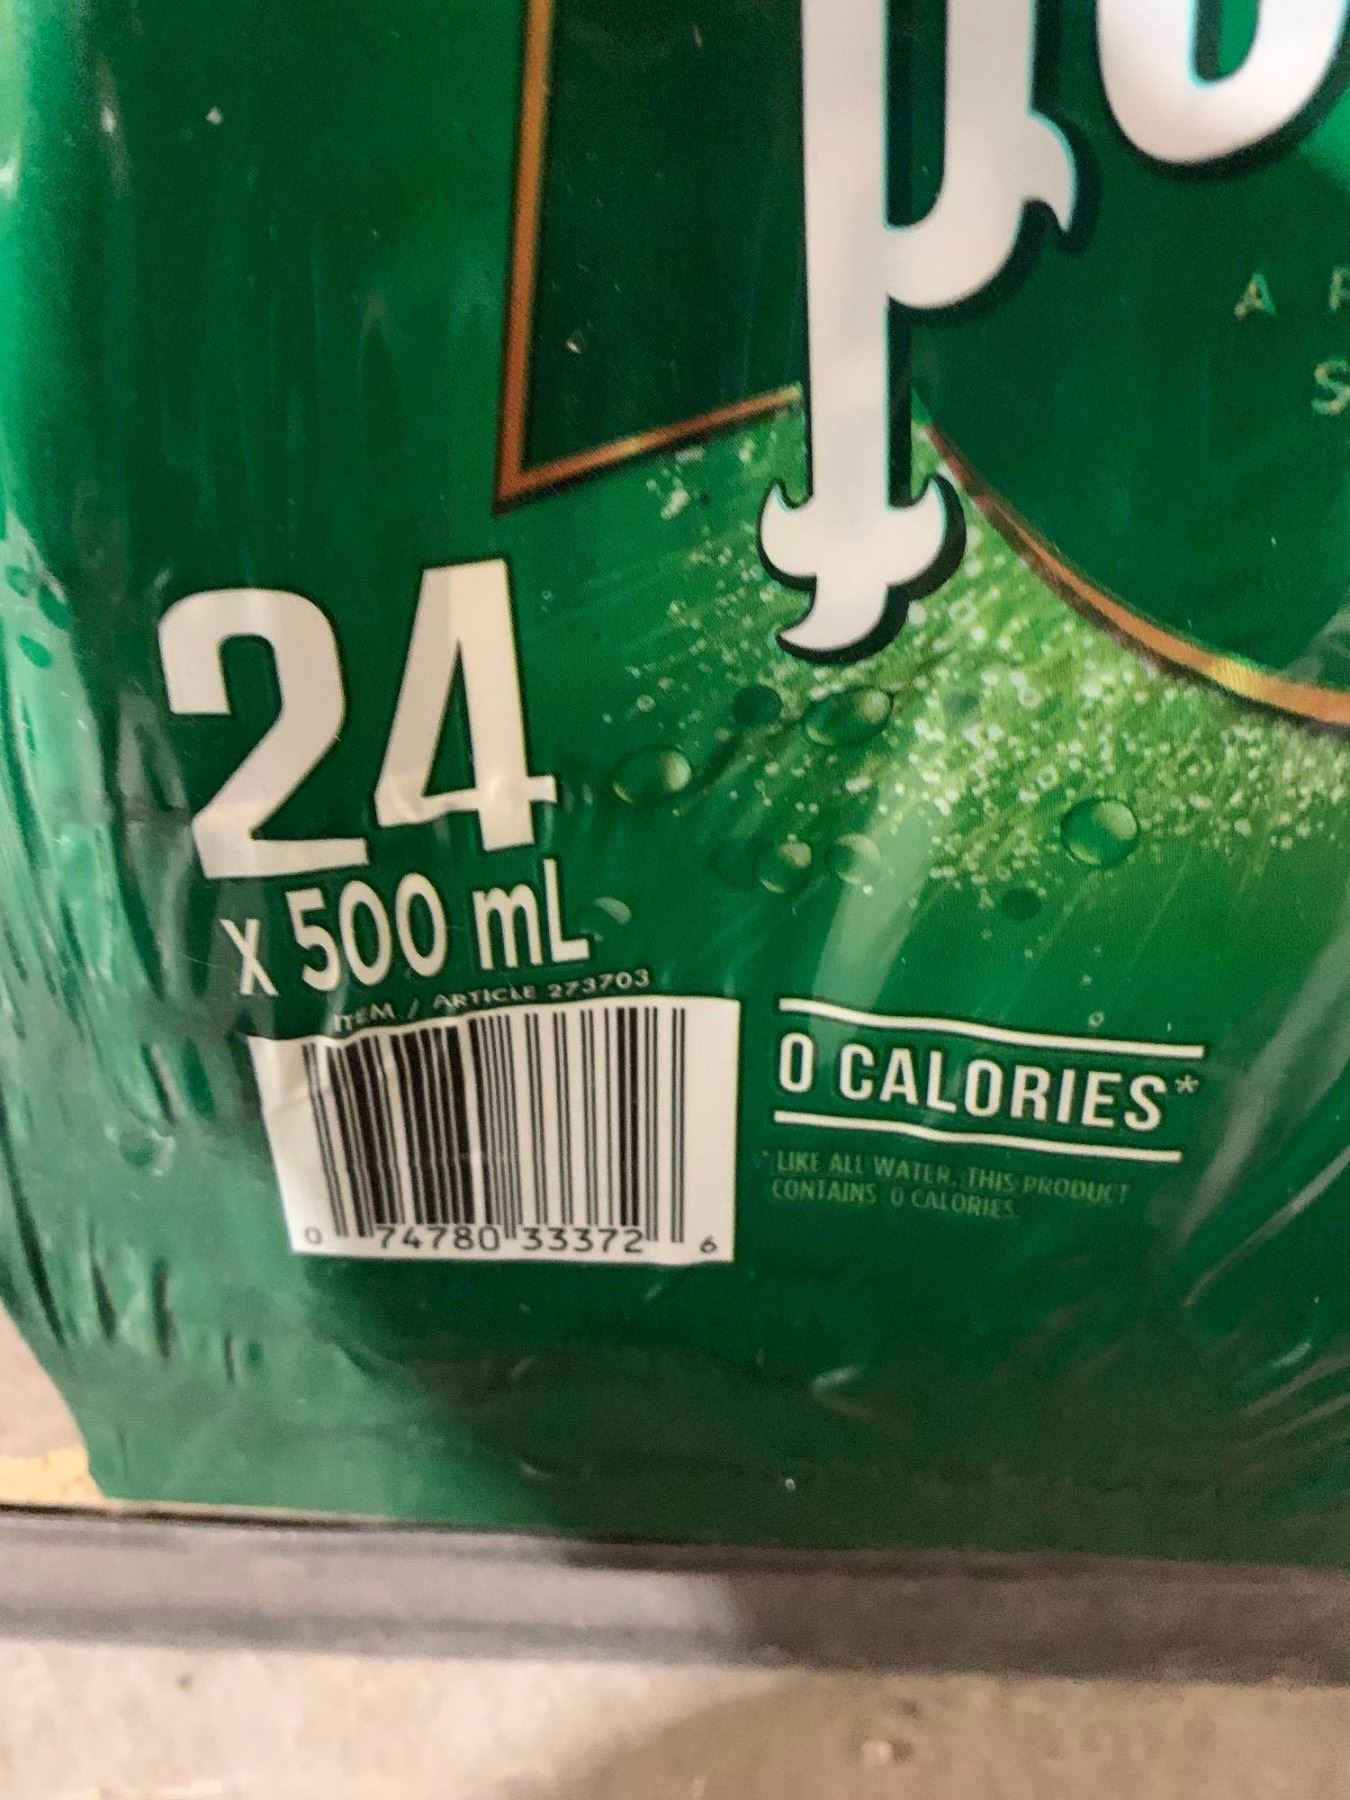 24
X 500 mL
ITEM / ARTICLE 273703
0 74780 33372 6
0 CALORIES*
*LIKE ALL WATER, THIS PRODUCT
CONTAINS 0 CALORIES.